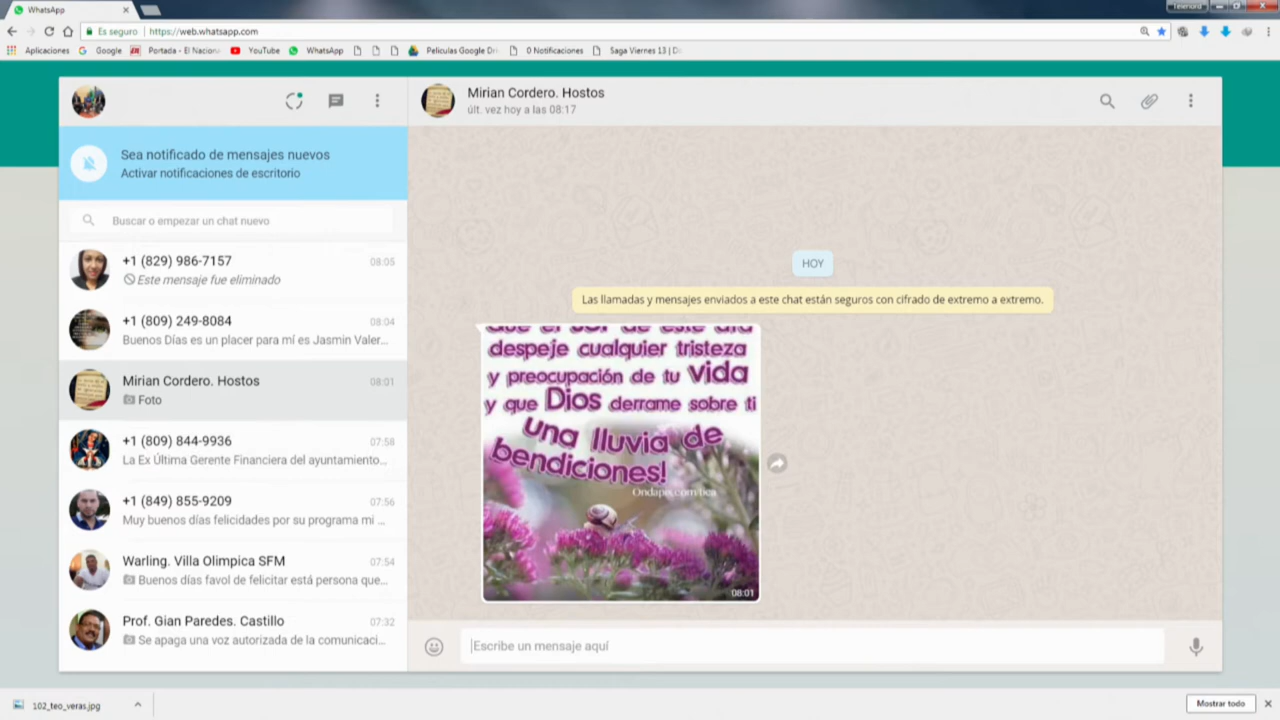 WhatsApp
Telenord
Es seguro | https://web.whatsapp.com
Aplicaciones Google Portada - El Naciona YouTube WhatsApp Peliculas Google Dri 0 Notificaciones Saga Viernes 13 | Di
Mirian Cordero. Hostos
últ. vez hoy a las 08:17
Sea notificado de mensajes nuevos
Activar notificaciones de escritorio
Buscar o empezar un chat nuevo
+1 (829) 986-7157 08:05
Este mensaje fue eliminado
+1 (809) 249-8084 08:04
Buenos Días es un placer para mí es Jasmin Valer...
Mirian Cordero. Hostos 08:01
Foto
+1 (809) 844-9936 07:58
La Ex Última Gerente Financiera del ayuntamiento...
+1 (849) 855-9209 07:56
Muy buenos días felicidades por su programa mi ...
Warling. Villa Olimpica SFM 07:54
Buenos días favol de felicitar está persona que...
Prof. Gian Paredes. Castillo 07:32
Se apaga una voz autorizada de la comunicaci...
HOY
Las llamadas y mensajes enviados a este chat están seguros con cifrado de extremo a extremo.
que el sol de este día
despeje cualquier tristeza
y preocupación de tu vida
y que Dios derrame sobre ti
una lluvia de
bendiciones!
Ondapix.com/tica
08:01
Escribe un mensaje aquí
102_teo_veras.jpg
Mostrar todo